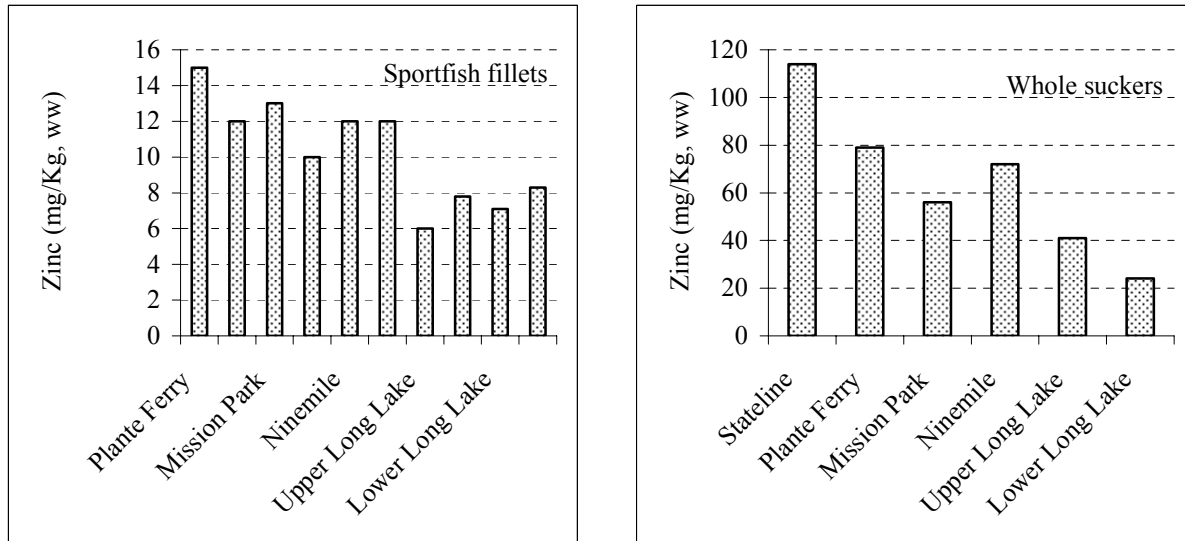 Sportfish fillets
Zinc (mg/Kg, ww)
16
14
12
10
8
6
4
2
0
Plante Ferry
Mission Park
Ninemile
Upper Long Lake
Lower Long Lake
Whole suckers
Zinc (mg/Kg, ww)
120
100
80
60
40
20
0
Stateline
Plante Ferry
Mission Park
Ninemile
Upper Long Lake
Lower Long Lake